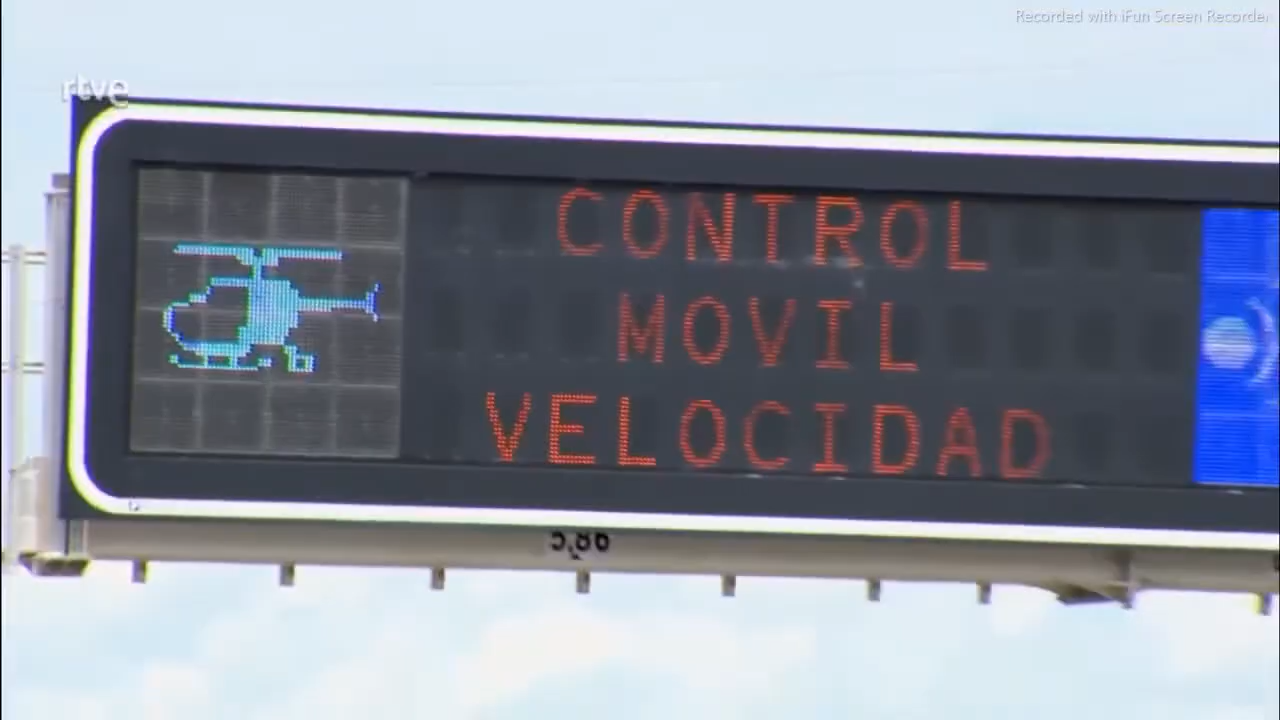 Recorded with iFun Screen Recorder
rtve
CONTROL
MOVIL
VELOCIDAD
5,86